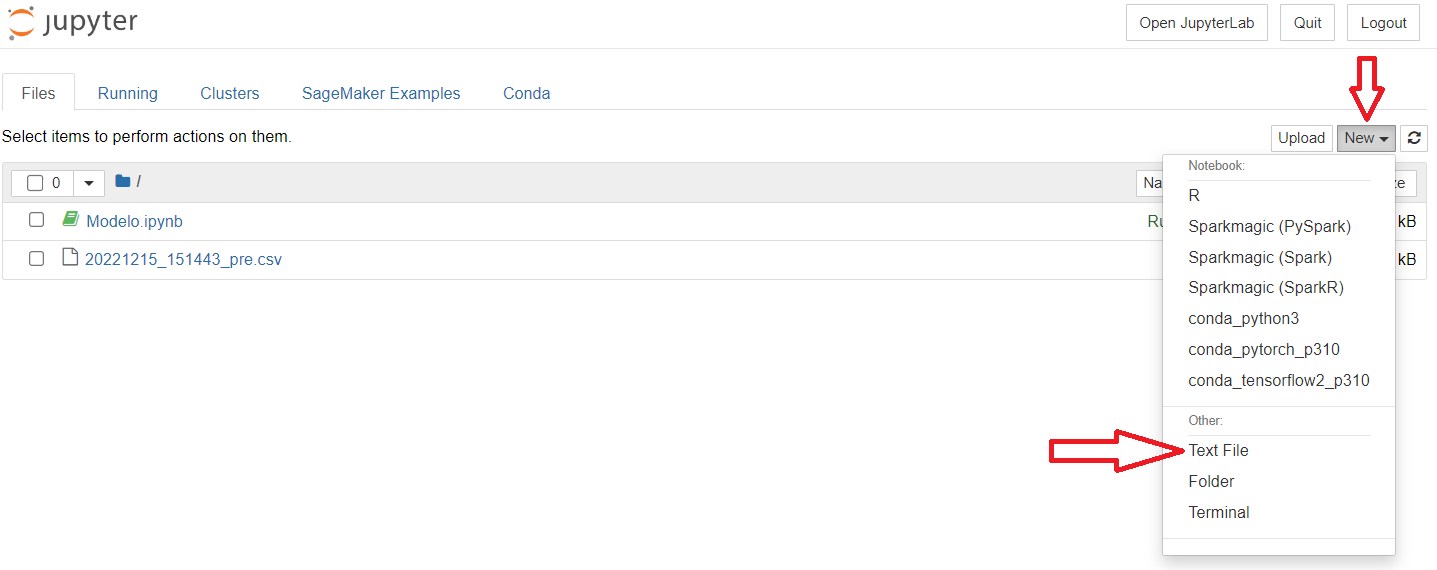 jupyter
Open JupyterLab Quit Logout
Files Running Clusters SageMaker Examples Conda
Select items to perform actions on them.
Upload New
Notebook:
0 /
R
Modelo.ipynb kB
Sparkmagic (PySpark)
Sparkmagic (Spark)
20221215_151443_pre.csv kB
Sparkmagic (SparkR)
conda_python3
conda_pytorch_p310
conda_tensorflow2_p310
Other:
Text File
Folder
Terminal